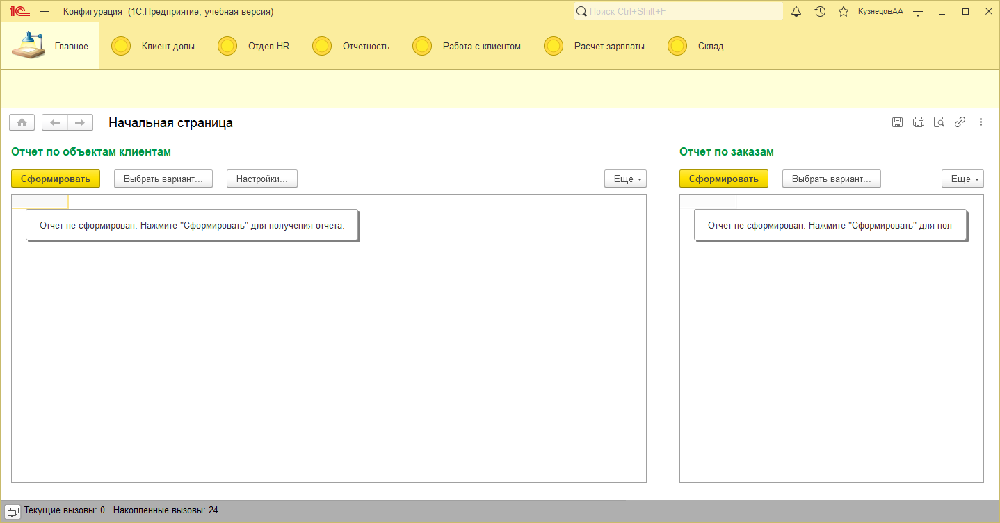 1С Конфигурация (1С:Предприятие, учебная версия) Поиск Ctrl+Shift+F КузнецовАА
Главное Клиент допы Отдел HR Отчетность Работа с клиентом Расчет зарплаты Склад
Начальная страница
Отчет по объектам клиентам
Сформировать Выбрать вариант... Настройки... Еще
Отчет не сформирован. Нажмите "Сформировать" для получения отчета.
Отчет по заказам
Сформировать Выбрать вариант... Еще
Отчет не сформирован. Нажмите "Сформировать" для пол
Текущие вызовы: 0 Накопленные вызовы: 24